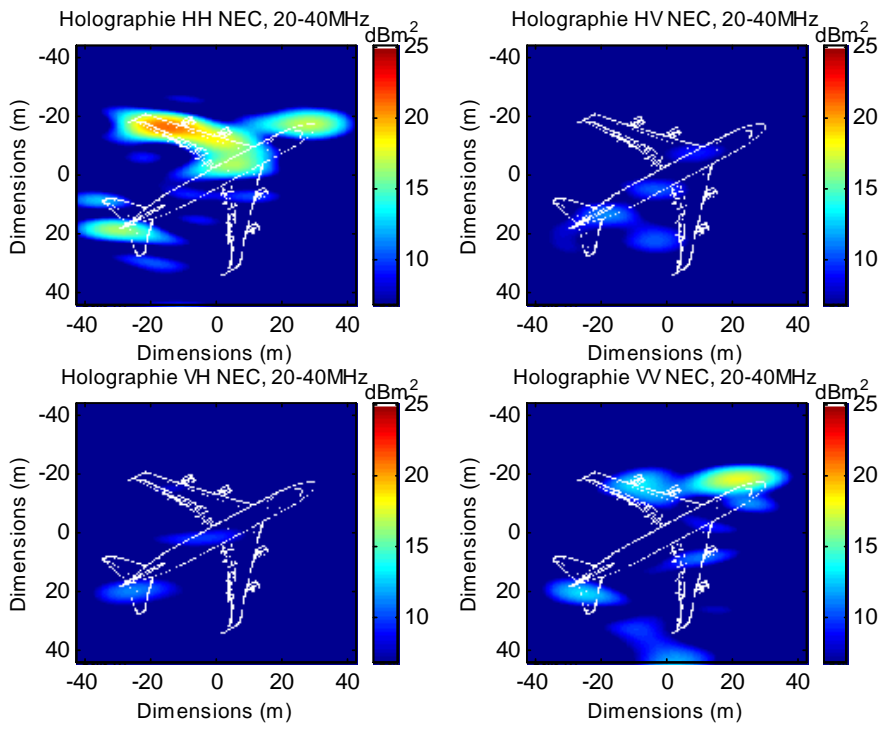 Holographie HH NEC, 20-40MHz
dBm2
-40
-20
0
20
40
Dimensions (m)
-40 -20 0 20 40
Dimensions (m)
25
20
15
10
Holographie HV NEC, 20-40MHz
dBm2
-40
-20
0
20
40
Dimensions (m)
-40 -20 0 20 40
Dimensions (m)
25
20
15
10
Holographie VH NEC, 20-40MHz
dBm2
-40
-20
0
20
40
Dimensions (m)
-40 -20 0 20 40
Dimensions (m)
25
20
15
10
Holographie VV NEC, 20-40MHz
dBm2
-40
-20
0
20
40
Dimensions (m)
-40 -20 0 20 40
Dimensions (m)
25
20
15
10